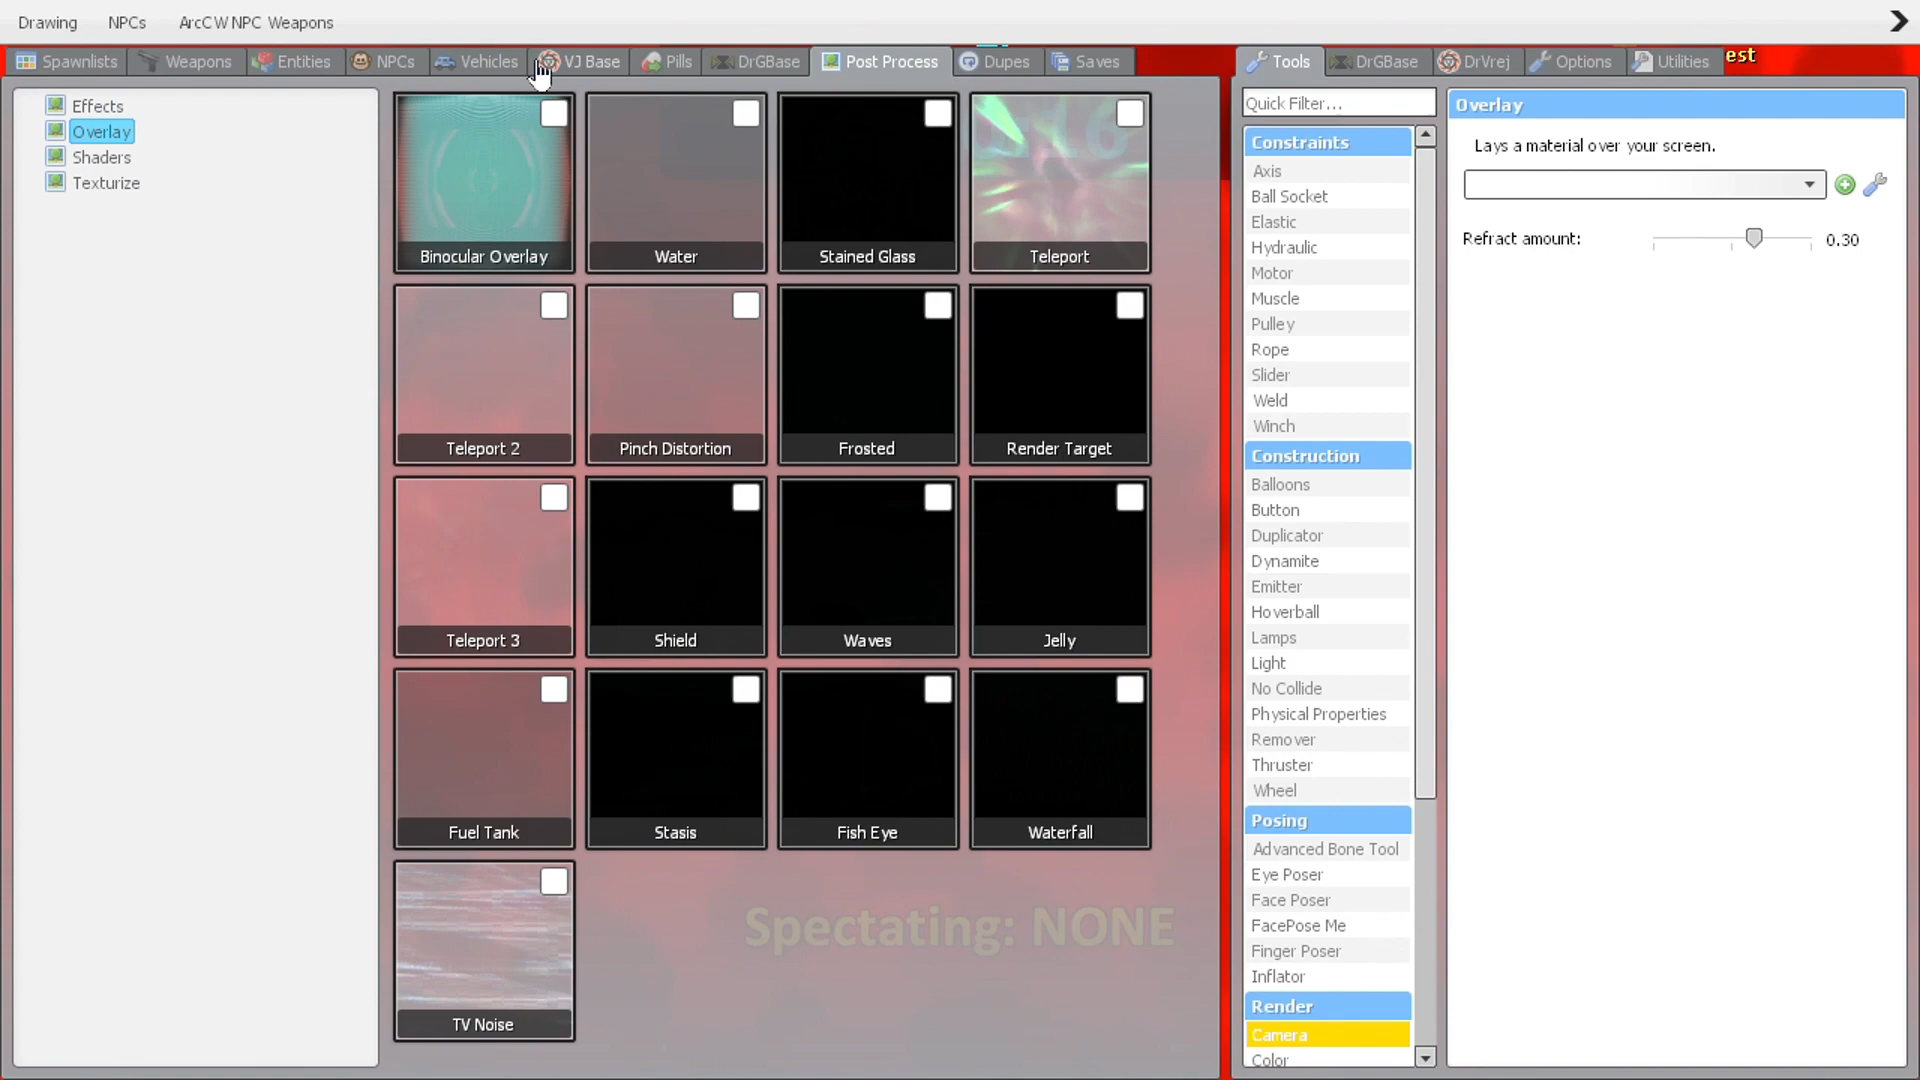 Drawing NPCs ArcCW NPC Weapons
Spawnlists Weapons Entities NPCs Vehicles VJ Base Pills DrGBase Post Process Dupes Saves
Effects
Overlay
Shaders
Texturize
Binocular Overlay Water Stained Glass Teleport
Teleport 2 Pinch Distortion Frosted Render Target
Teleport 3 Shield Waves Jelly
Fuel Tank Stasis Fish Eye Waterfall
TV Noise
Spectating: NONE
Tools DrGBase DrVrej Options Utilities
est
Quick Filter...
Constraints
Axis
Ball Socket
Elastic
Hydraulic
Motor
Muscle
Pulley
Rope
Slider
Weld
Winch
Construction
Balloons
Button
Duplicator
Dynamite
Emitter
Hoverball
Lamps
Light
No Collide
Physical Properties
Remover
Thruster
Wheel
Posing
Advanced Bone Tool
Eye Poser
Face Poser
FacePose Me
Finger Poser
Inflator
Render
Camera
Color
Overlay
Lays a material over your screen.
Refract amount: 0.30